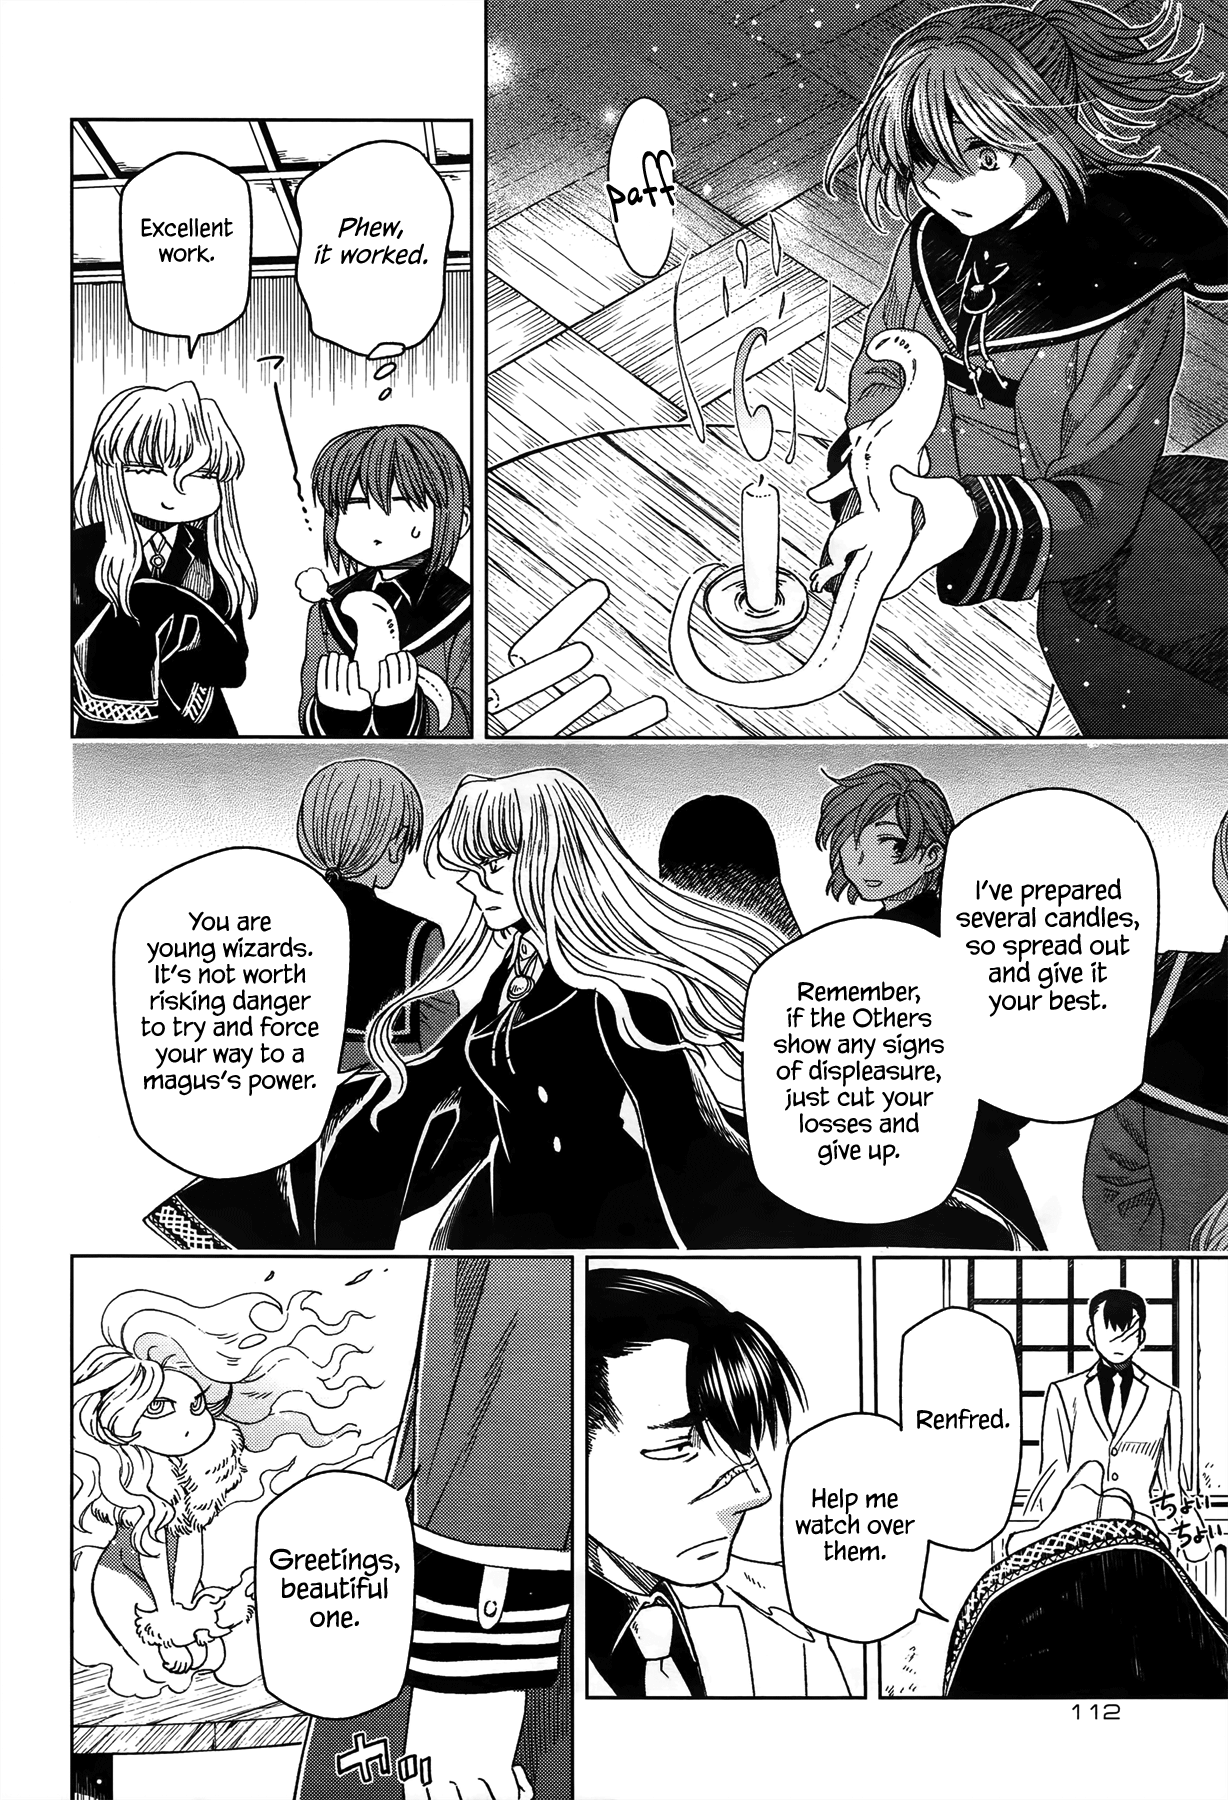 paff
Phew,
it worked.
っ
Excellent
work.
I've prepared
several candles,
so spread out
and give it
your best.
Remember,
if the Others
show any signs
of displeasure,
just cut your
losses and
give up.
You are
young wizards.
It's not worth
risking danger
to try and force
your way to a
magus's power.
Renfred.
ちょい
ちょい
Help me
watch over
them.
Greetings,
beautiful
one.
112